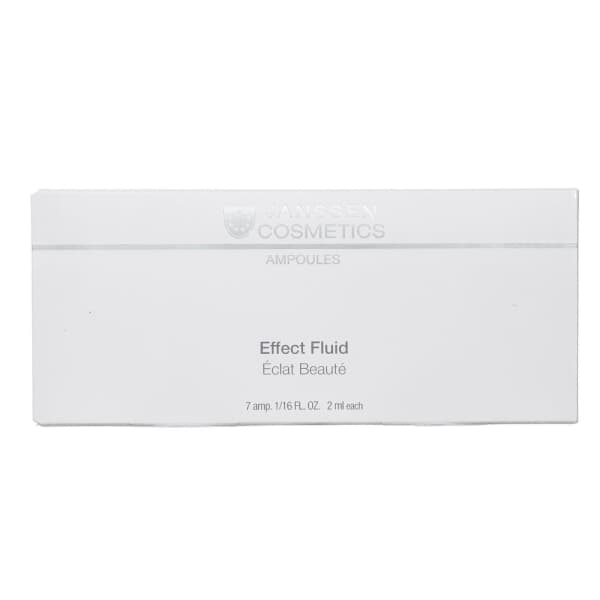 JANSSEN
COSMETICS
AMPOULES
Effect Fluid
Éclat Beauté
7 amp. 1/16 FL. OZ. 2 ml each